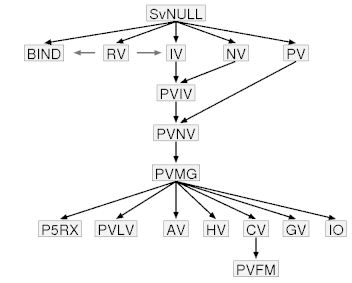 SvNULL
BIND RV IV NV PV
PVIV
PVNV
PVMG
P5RX PVLV AV HV CV GV IO
PVFM